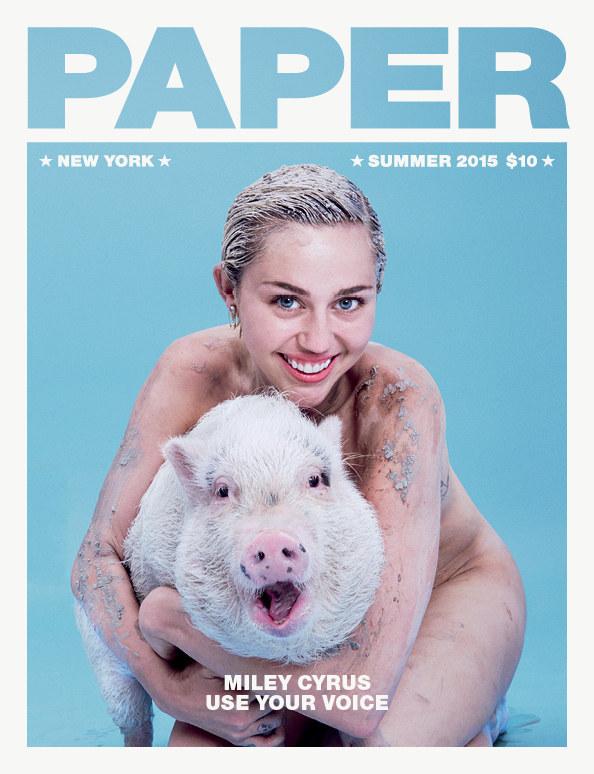 PAPER
★ NEW YORK ★
★ SUMMER 2015 $10 ★
MILEY CYRUS
USE YOUR VOICE